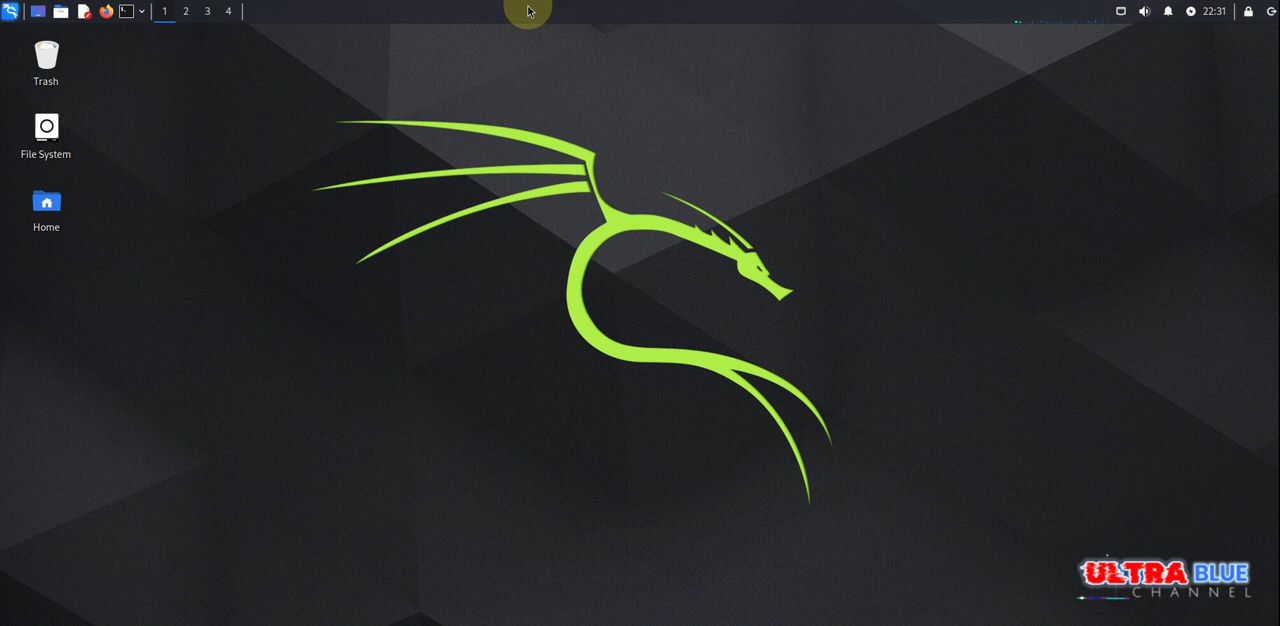 1 2 3 4
22:31
Trash
File System
Home
ULTRA BLUE
CHANNEL